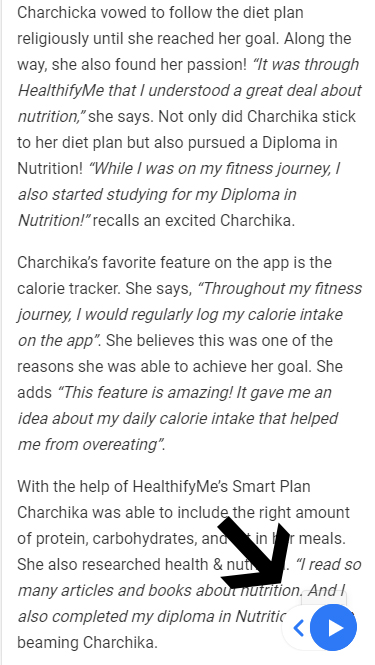 Charchicka vowed to follow the diet plan
religiously until she reached her goal. Along the
way, she also found her passion! “It was through
HealthifyMe that I understood a great deal about
nutrition,” she says. Not only did Charchika stick
to her diet plan but also pursued a Diploma in
Nutrition! “While I was on my fitness journey, I
also started studying for my Diploma in
Nutrition!” recalls an excited Charchika.
Charchika’s favorite feature on the app is the
calorie tracker. She says, “Throughout my fitness
journey, I would regularly log my calorie intake
on the app”. She believes this was one of the
reasons she was able to achieve her goal. She
adds “This feature is amazing! It gave me an
idea about my daily calorie intake that helped
me from overeating”.
With the help of HealthifyMe’s Smart Plan
Charchika was able to include the right amount
of protein, carbohydrates, and in her meals.
She also researched health & “I read so
many articles and books about nutrition. And I
also completed my diploma in
beaming Charchika.